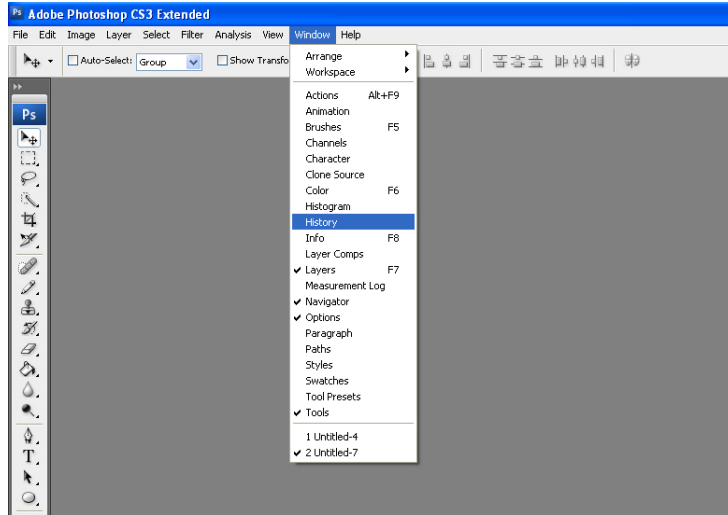 Ps Adobe Photoshop CS3 Extended
File Edit Image Layer Select Filter Analysis View Window Help
Auto-Select: Group Show Transfo
Ps
Arrange
Workspace
Actions Alt+F9
Animation
Brushes F5
Channels
Character
Clone Source
Color F6
Histogram
History
Info F8
Layer Comps
Layers F7
Measurement Log
Navigator
Options
Paragraph
Paths
Styles
Swatches
Tool Presets
Tools
1 Untitled-4
2 Untitled-7
T